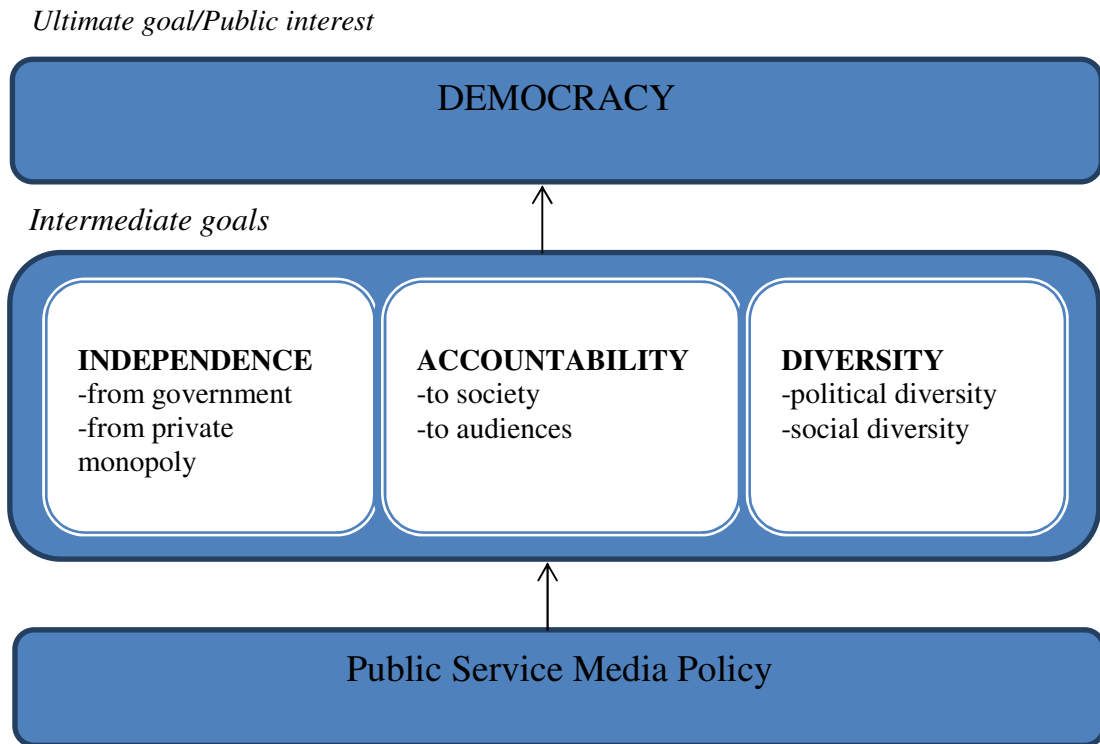 Ultimate goal/Public interest
DEMOCRACY
Intermediate goals
INDEPENDENCE
-from government
-from private
monopoly
ACCOUNTABILITY
-to society
-to audiences
DIVERSITY
-political diversity
-social diversity
Public Service Media Policy